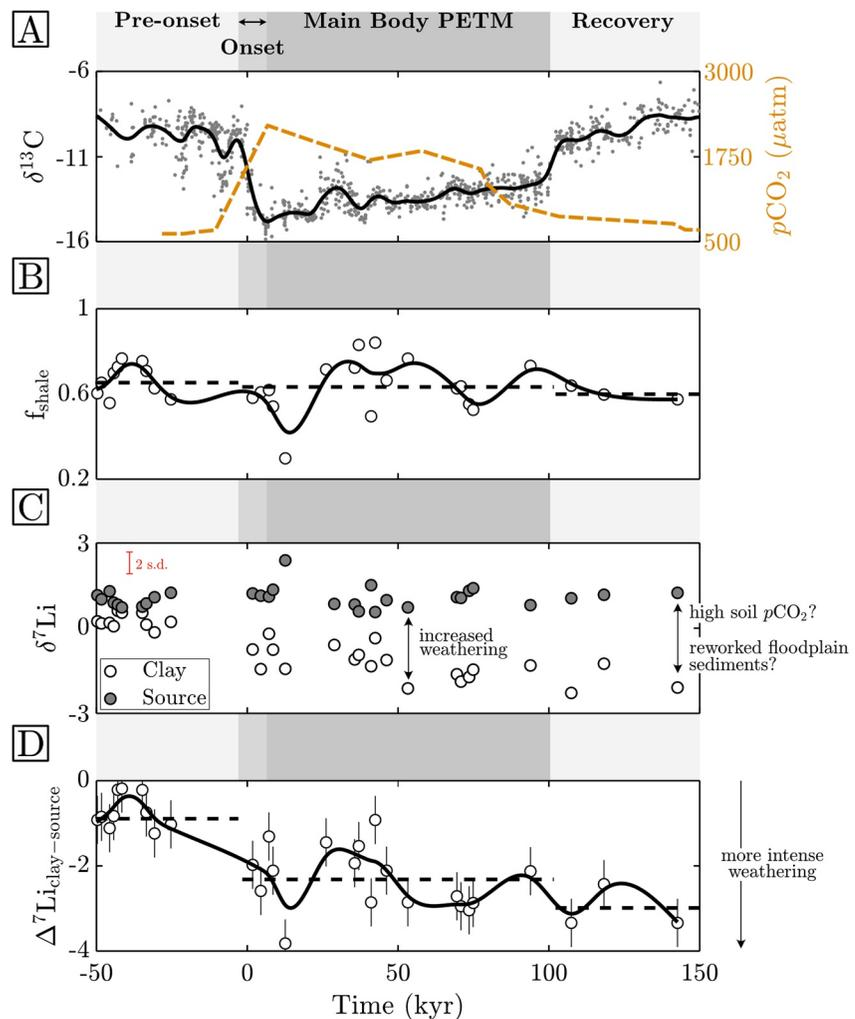 A
Pre-onset
Main Body PETM
Recovery
Onset
-6
-11
-16
δ¹³C
3000
1750
500
pCO₂ (μatm)
B
1
0.6
0.2
f_shale
C
3
0
-3
δ⁷Li
2 s.d.
increased
weathering
high soil pCO₂?
reworked floodplain
sediments?
Clay
Source
D
0
-2
-4
Δ⁷Li_clay−source
more intense
weathering
-50
0
50
100
150
Time (kyr)